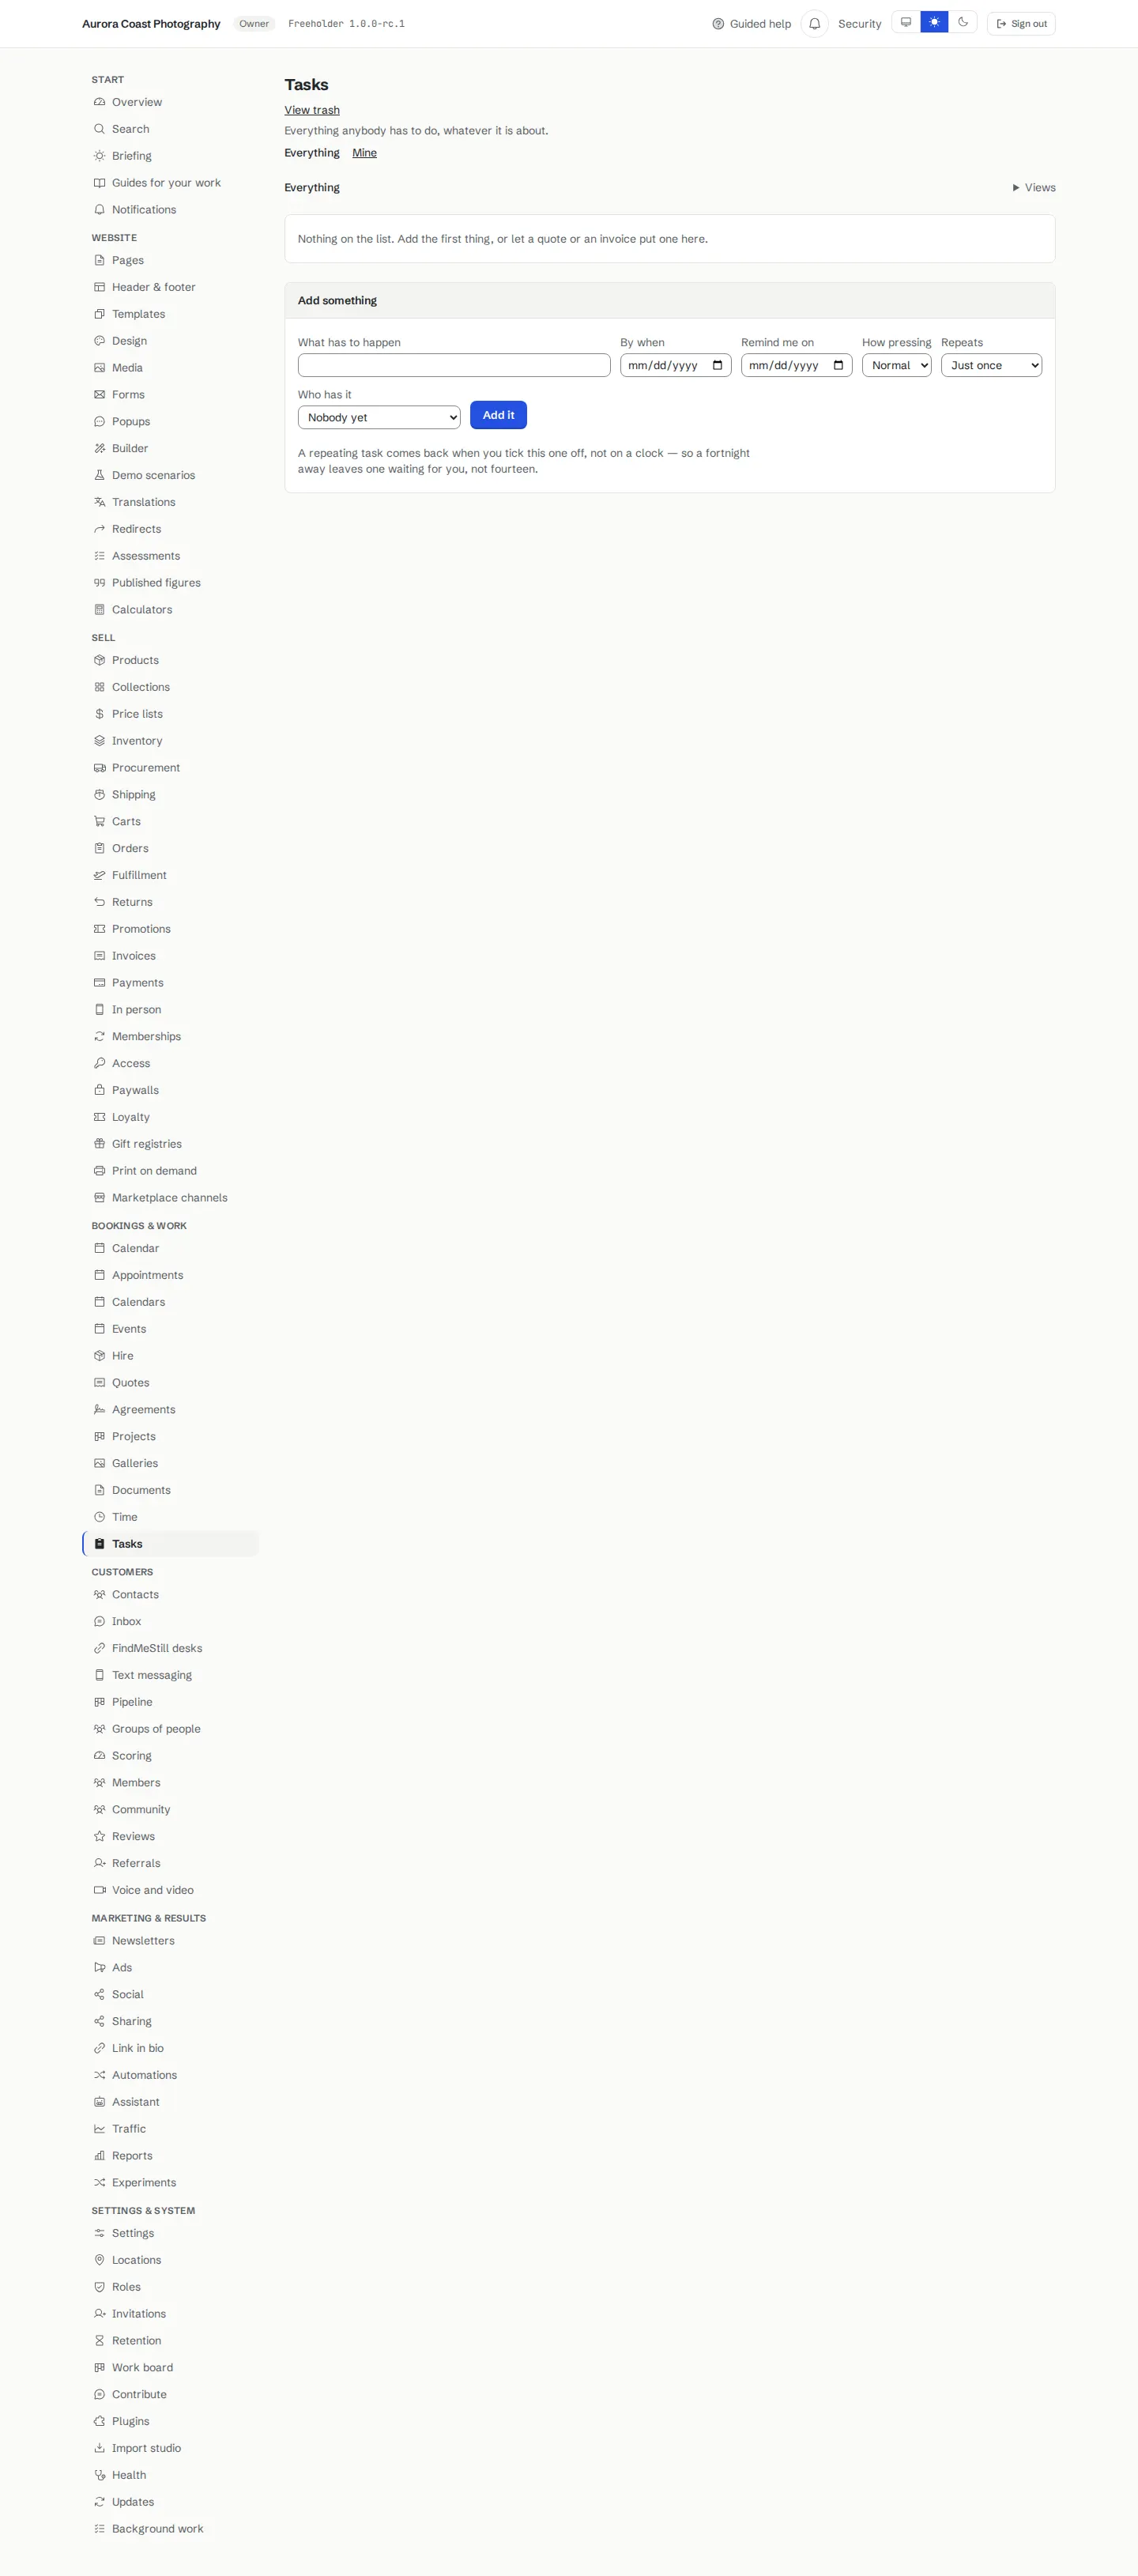 Aurora Coast Photography Owner Freeholder 1.0.0-rc.1 Guided help Security Sign out
START
Overview
Search
Briefing
Guides for your work
Notifications
WEBSITE
Pages
Header & footer
Templates
Design
Media
Forms
Popups
Builder
Demo scenarios
Translations
Redirects
Assessments
Published figures
Calculators
SELL
Products
Collections
Price lists
Inventory
Procurement
Shipping
Carts
Orders
Fulfillment
Returns
Promotions
Invoices
Payments
In person
Memberships
Access
Paywalls
Loyalty
Gift registries
Print on demand
Marketplace channels
BOOKINGS & WORK
Calendar
Appointments
Calendars
Events
Hire
Quotes
Agreements
Projects
Galleries
Documents
Time
Tasks
CUSTOMERS
Contacts
Inbox
FindMeStill desks
Text messaging
Pipeline
Groups of people
Scoring
Members
Community
Reviews
Referrals
Voice and video
MARKETING & RESULTS
Newsletters
Ads
Social
Sharing
Link in bio
Automations
Assistant
Traffic
Reports
Experiments
SETTINGS & SYSTEM
Settings
Locations
Roles
Invitations
Retention
Work board
Contribute
Plugins
Import studio
Health
Updates
Background work
Tasks
View trash
Everything anybody has to do, whatever it is about.
Everything Mine
Everything Views
Nothing on the list. Add the first thing, or let a quote or an invoice put one here.
Add something
What has to happen By when Remind me on How pressing Repeats
mm/dd/yyyy mm/dd/yyyy Normal Just once
Who has it
Nobody yet Add it
A repeating task comes back when you tick this one off, not on a clock — so a fortnight
away leaves one waiting for you, not fourteen.